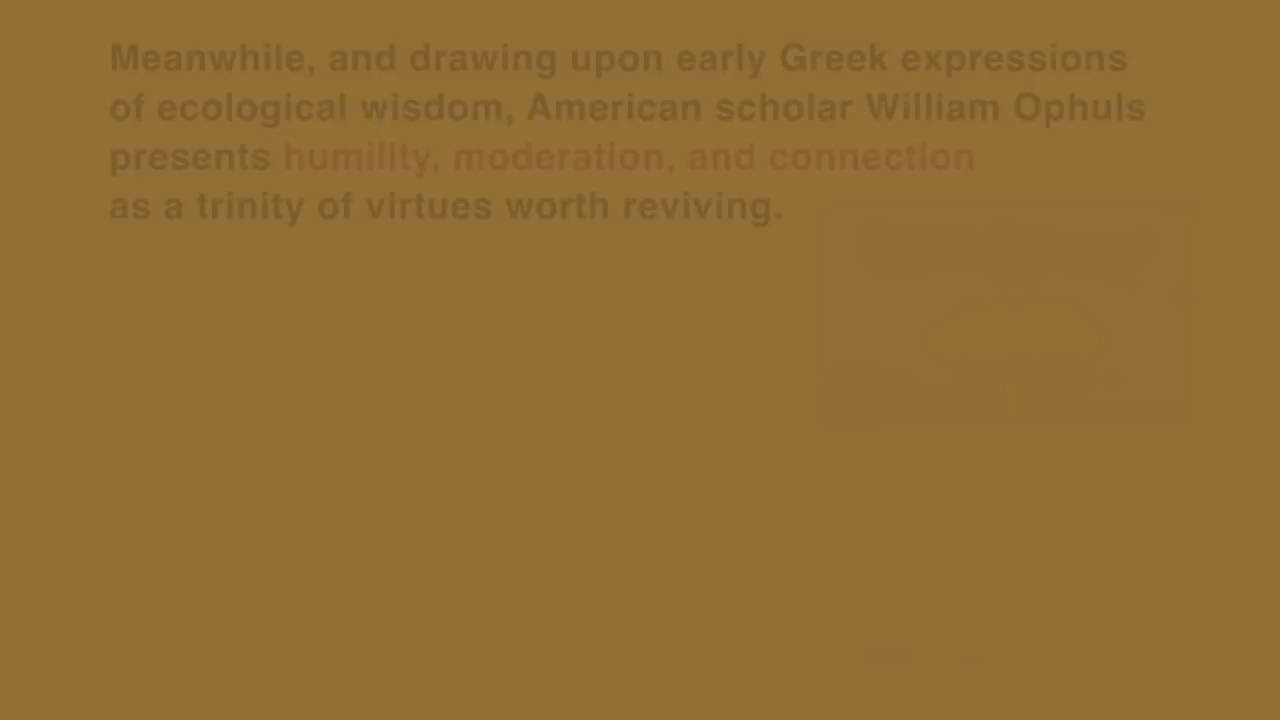 Meanwhile, and drawing upon early Greek expressions
of ecological wisdom, American scholar William Ophuls
presents humility, moderation, and connection
as a trinity of virtues worth reviving.